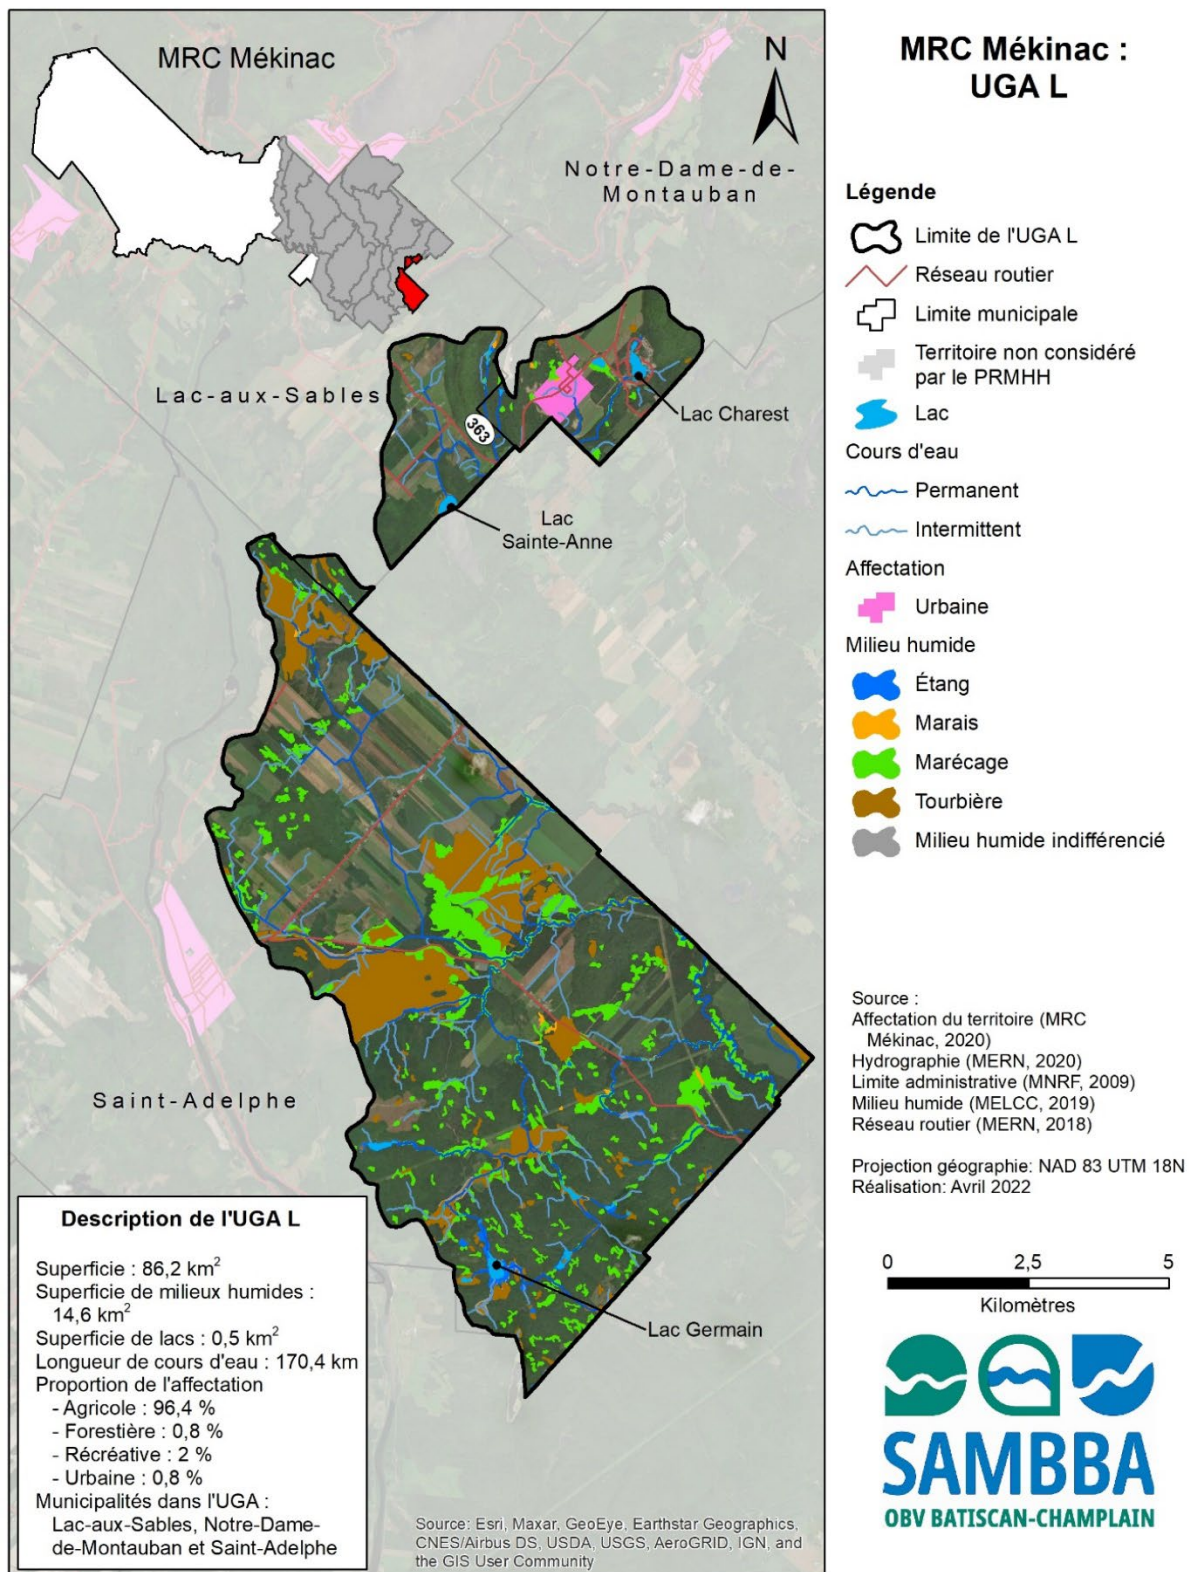 MRC Mékinac
N
Notre-Dame-de-
Montauban
Lac-aux-Sables
363
Lac Charest
Lac
Sainte-Anne
Saint-Adelphe
Lac Germain
Description de l'UGA L
Superficie : 86,2 km²
Superficie de milieux humides :
14,6 km²
Superficie de lacs : 0,5 km²
Longueur de cours d'eau : 170,4 km
Proportion de l'affectation
- Agricole : 96,4 %
- Forestière : 0,8 %
- Récréative : 2 %
- Urbaine : 0,8 %
Municipalités dans l'UGA :
Lac-aux-Sables, Notre-Dame-
de-Montauban et Saint-Adelphe
Source: Esri, Maxar, GeoEye, Earthstar Geographics,
CNES/Airbus DS, USDA, USGS, AeroGRID, IGN, and
the GIS User Community
MRC Mékinac :
UGA L
Légende
Limite de l'UGA L
Réseau routier
Limite municipale
Territoire non considéré
par le PRMHH
Lac
Cours d'eau
Permanent
Intermittent
Affectation
Urbaine
Milieu humide
Étang
Marais
Marécage
Tourbière
Milieu humide indifférencié
Source :
Affectation du territoire (MRC
Mékinac, 2020)
Hydrographie (MERN, 2020)
Limite administrative (MNRF, 2009)
Milieu humide (MELCC, 2019)
Réseau routier (MERN, 2018)
Projection géographie: NAD 83 UTM 18N
Réalisation: Avril 2022
0 2,5 5
Kilomètres
SAMBBA
OBV BATISCAN-CHAMPLAIN